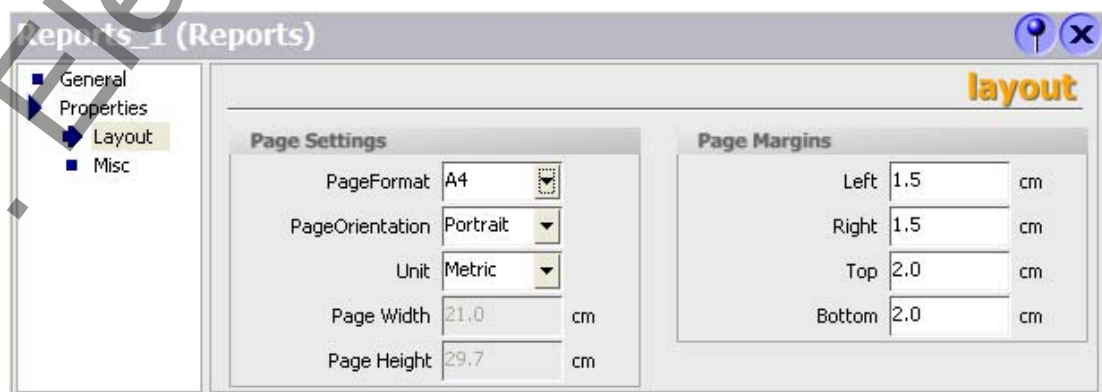 Reports_1 (Reports)
General
Properties
Layout
Misc
layout
Page Settings
PageFormat A4
PageOrientation Portrait
Unit Metric
Page Width 21.0 cm
Page Height 29.7 cm
Page Margins
Left 1.5 cm
Right 1.5 cm
Top 2.0 cm
Bottom 2.0 cm